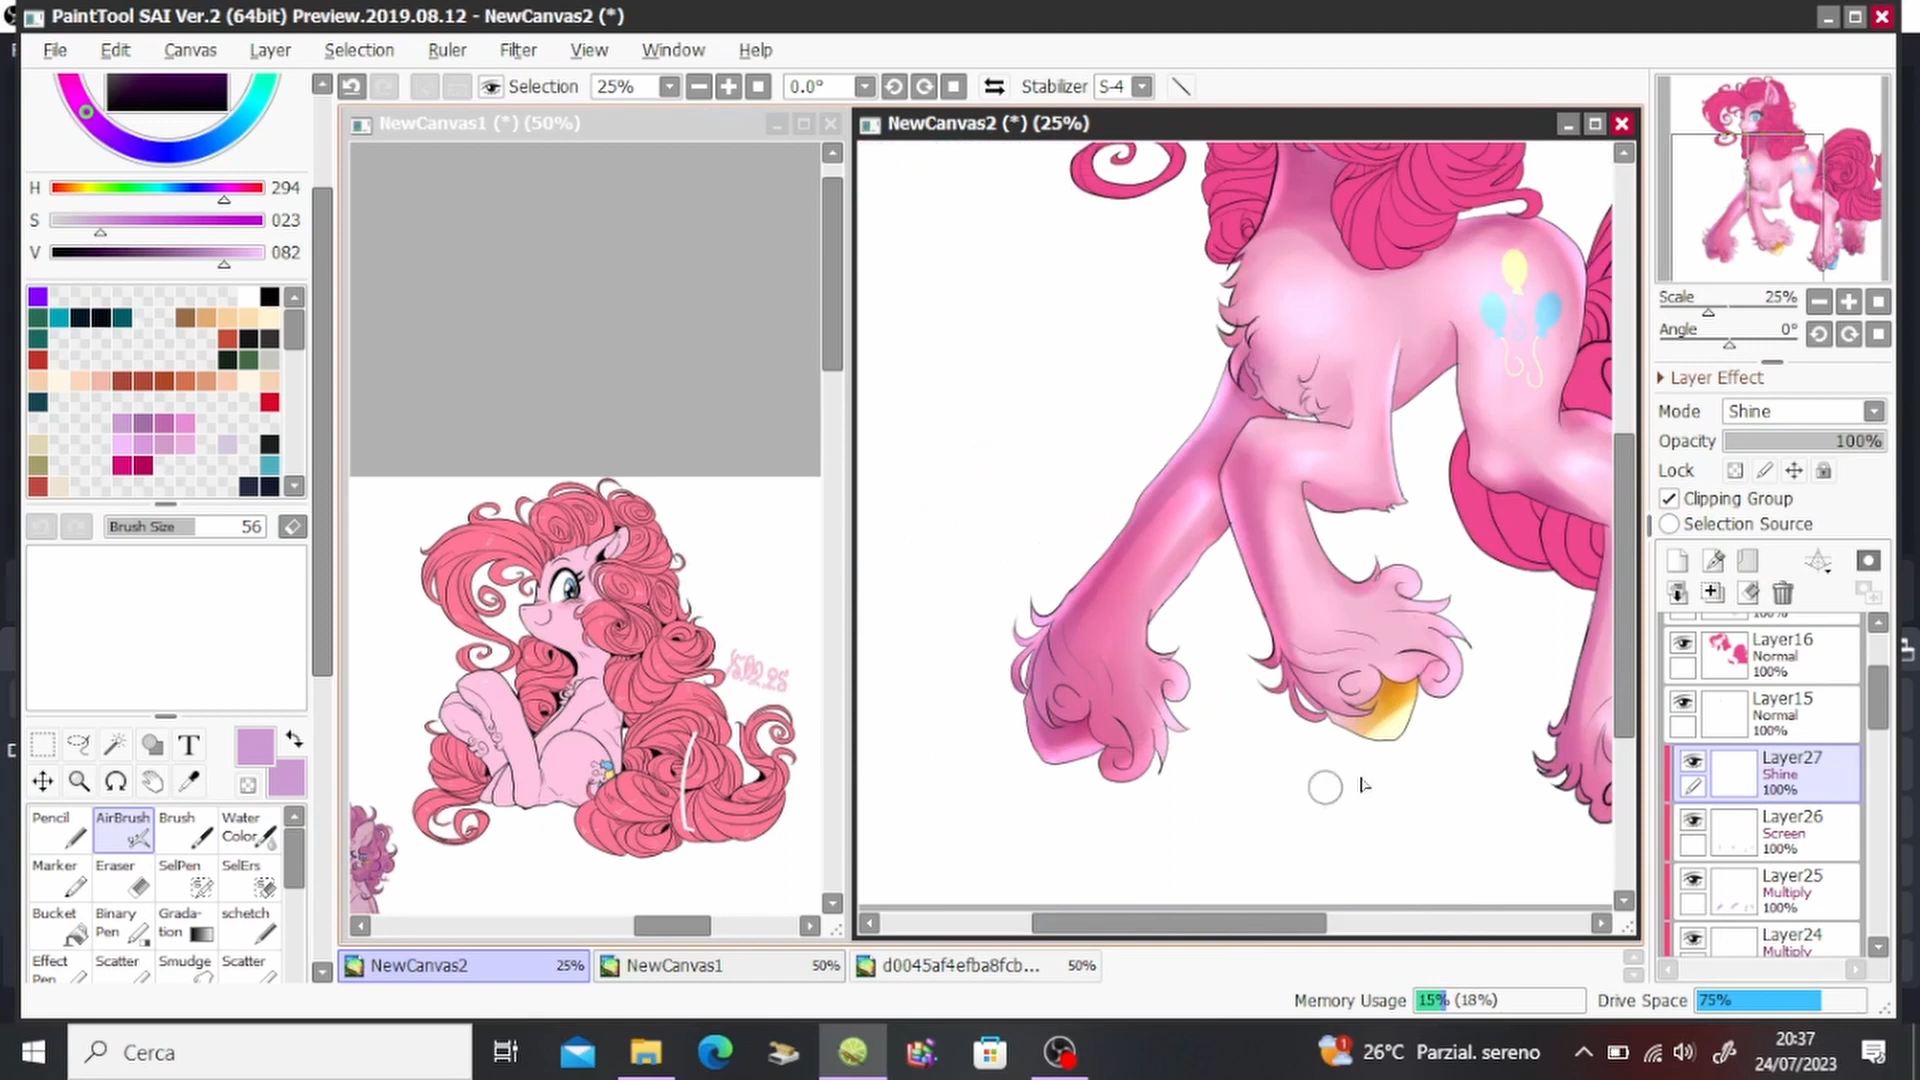 PaintTool SAI Ver.2 (64bit) Preview.2019.08.12 - NewCanvas2 (*)
File Edit Canvas Layer Selection Ruler Filter View Window Help
Selection 25% 0.0° Stabilizer S-4
NewCanvas1 (*) (50%)
NewCanvas2 (*) (25%)
H 294
S 023
V 082
Brush Size 56
T
Pencil AirBrush Brush Water Color
Marker Eraser SelPen SelErs
Bucket Binary Pen Grada-tion schetch
Effect Pen Scatter Smudge Scatter
Scale 25%
Angle 0°
Layer Effect
Mode Shine
Opacity 100%
Lock
Clipping Group
Selection Source
100%
Layer16
Normal
100%
Layer15
Normal
100%
Layer27
Shine
100%
Layer26
Screen
100%
Layer25
Multiply
100%
Layer24
Multiply
NewCanvas2 25%
NewCanvas1 50%
d0045af4efba8fcb... 50%
Memory Usage 15% (18%)
Drive Space 75%
Cerca
1
26°C Parzial. sereno
20:37
24/07/2023